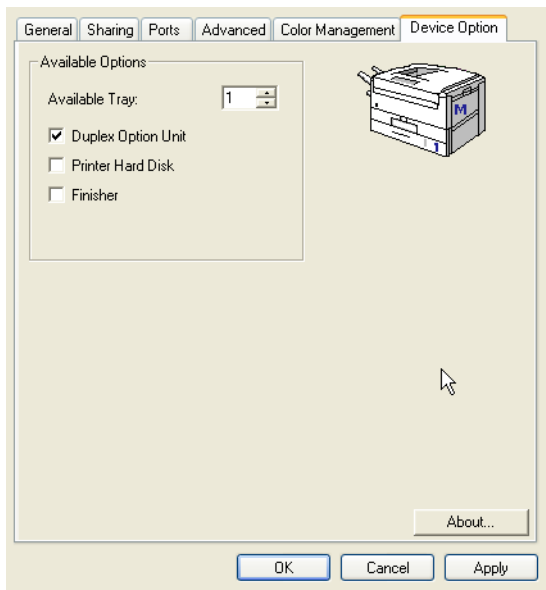 General Sharing Ports Advanced Color Management Device Option
Available Options
Available Tray: 1
Duplex Option Unit
Printer Hard Disk
Finisher
M
1
About...
OK Cancel Apply